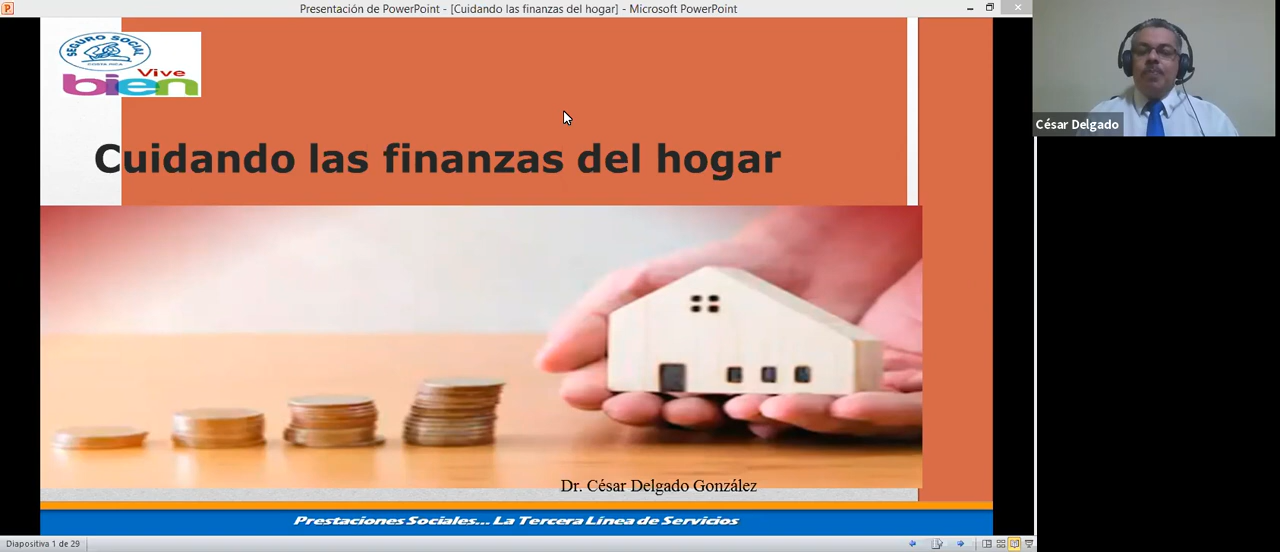 Presentación de PowerPoint - [Cuidando las finanzas del hogar] - Microsoft PowerPoint
SEGURO SOCIAL
COSTA RICA
Vive
bien
César Delgado
Cuidando las finanzas del hogar
Dr. César Delgado González
Prestaciones Sociales... La Tercera Línea de Servicios
Diapositiva 1 de 29